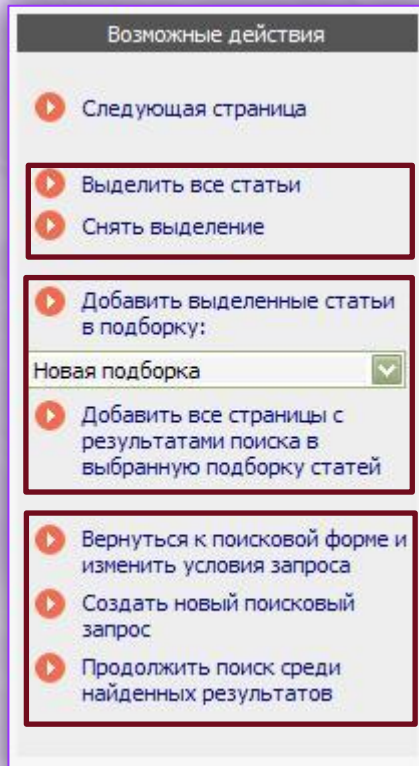 Возможные действия
Следующая страница
Выделить все статьи
Снять выделение
Добавить выделенные статьи
в подборку:
Новая подборка
Добавить все страницы с
результатами поиска в
выбранную подборку статей
Вернуться к поисковой форме и
изменить условия запроса
Создать новый поисковый
запрос
Продолжить поиск среди
найденных результатов